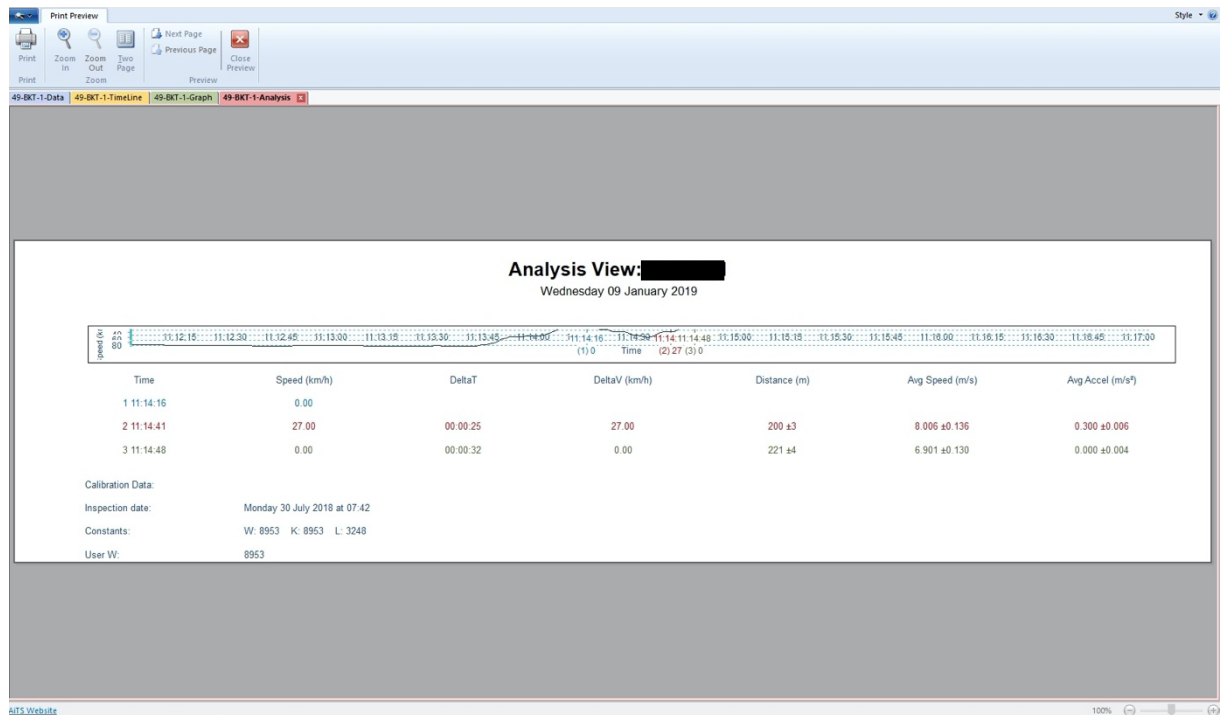 Print Preview
Style
Print
Zoom In
Zoom Out
Two Page
Next Page
Previous Page
Close Preview
Print
Zoom
Preview
49-BKT-1-Data 49-BKT-1-TimeLine 49-BKT-1-Graph 49-BKT-1-Analysis
Analysis View:
Wednesday 09 January 2019
80
11:12:15 11:12:30 11:12:45 11:13:00 11:13:15 11:13:30 11:13:45 11:14:00 11:14:16 11:14:30 11:14: 11:14:48 11:15:00 11:15:15 11:15:30 11:15:45 11:16:00 11:16:15 11:16:30 11:16:45 11:17:00
(1) 0 Time (2) 27 (3) 0
Time Speed (km/h) DeltaT DeltaV (km/h) Distance (m) Avg Speed (m/s) Avg Accel (m/s²)
1 11:14:16 0.00
2 11:14:41 27.00 00:00:25 27.00 200 ±3 8.006 ±0.136 0.300 ±0.006
3 11:14:48 0.00 00:00:32 0.00 221 ±4 6.901 ±0.130 0.000 ±0.004
Calibration Data:
Inspection date: Monday 30 July 2018 at 07:42
Constants: W: 8953 K: 8953 L: 3248
User W: 8953
AiTS Website
100%